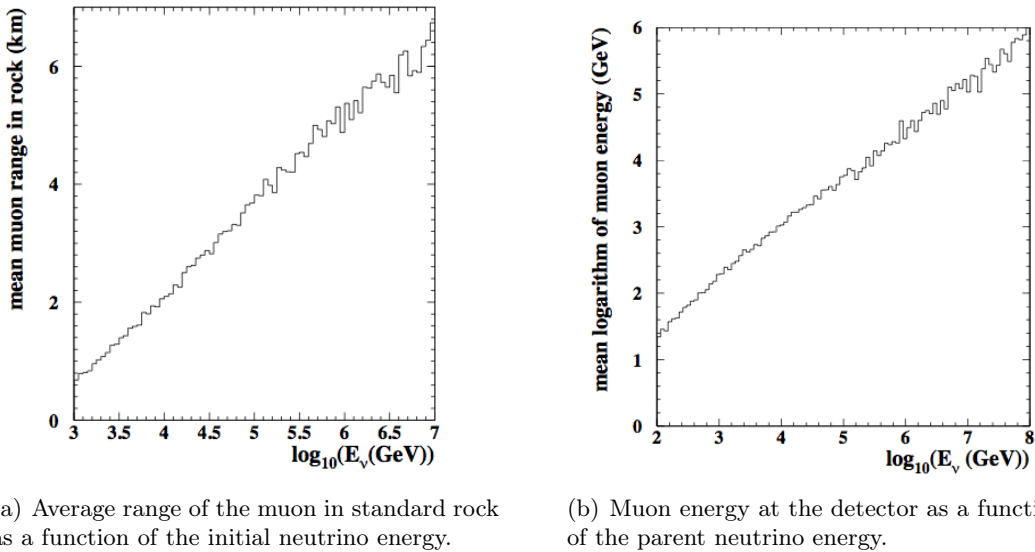 mean muon range in rock (km)
6
4
2
0
3 3.5 4 4.5 5 5.5 6 6.5 7
log10(Eν(GeV))
a) Average range of the muon in standard rock
as a function of the initial neutrino energy.
mean logarithm of muon energy (GeV)
6
5
4
3
2
1
0
2 3 4 5 6 7 8
log10(Eν (GeV))
(b) Muon energy at the detector as a functi
of the parent neutrino energy.